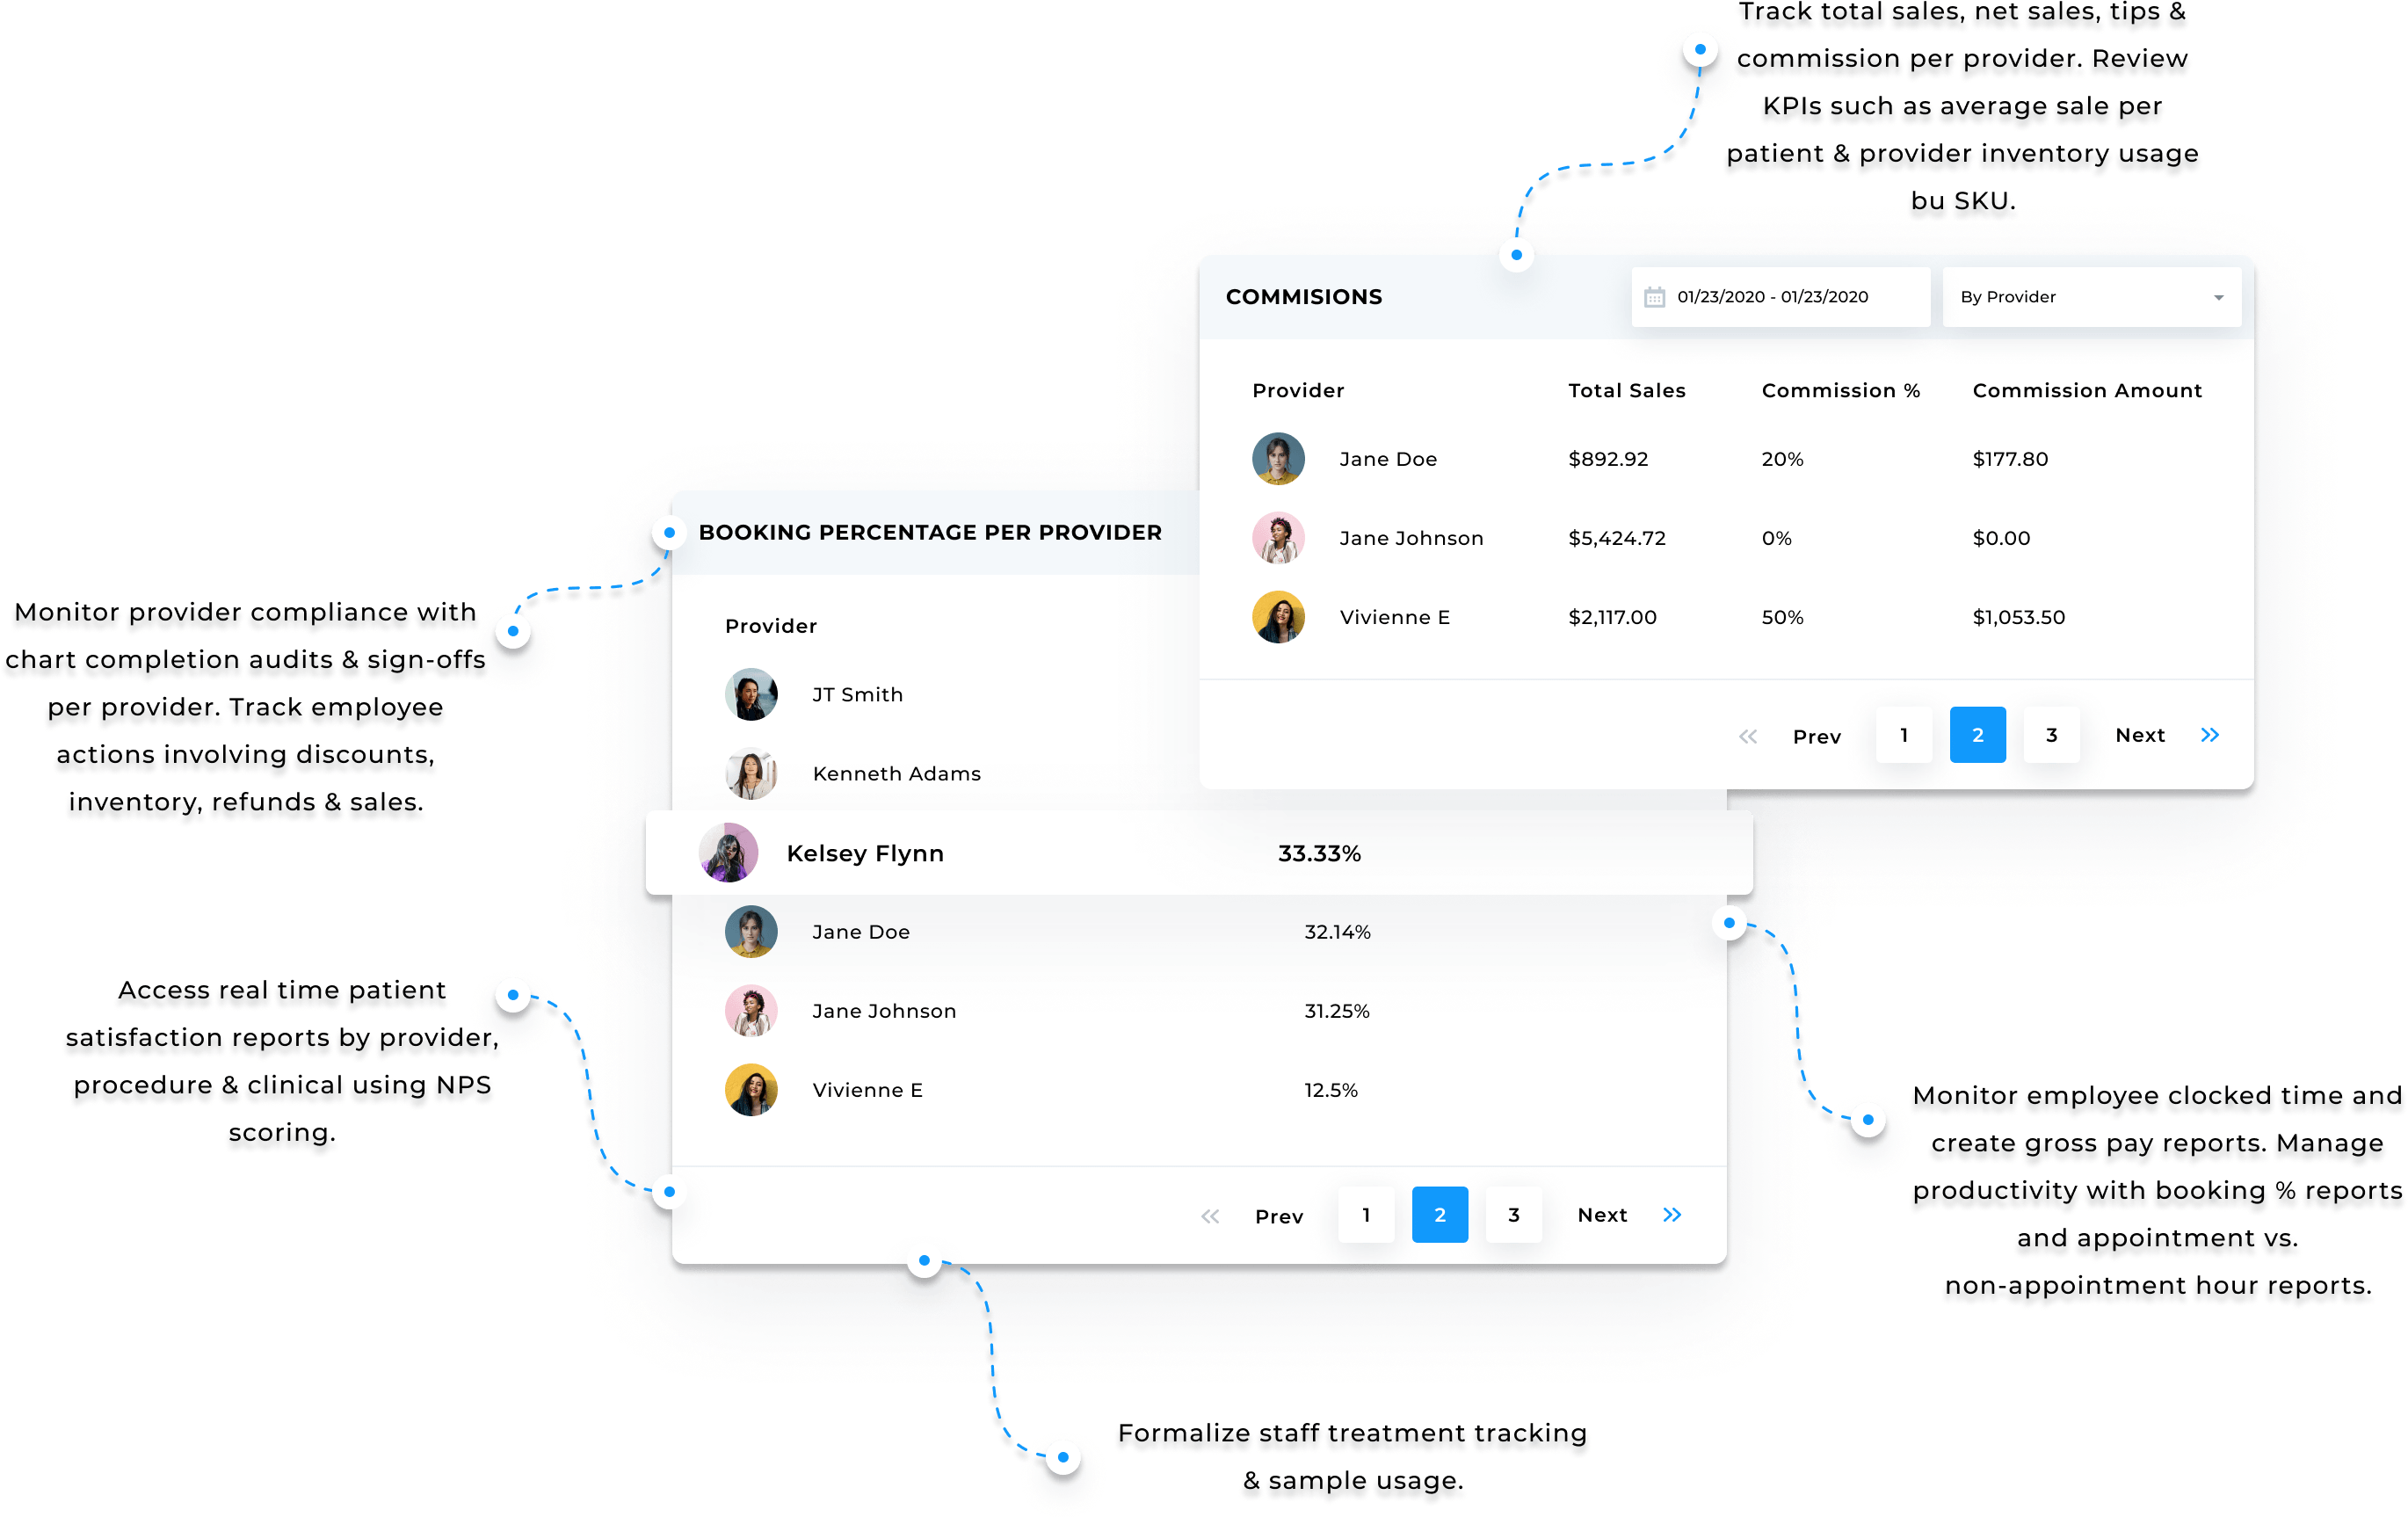 Track total sales, net sales, tips &
commission per provider. Review
KPIs such as average sale per
patient & provider inventory usage
bu SKU.
COMMISIONS
01/23/2020 - 01/23/2020
By Provider
Provider Total Sales Commission % Commission Amount
Jane Doe $892.92 20% $177.80
Jane Johnson $5,424.72 0% $0.00
Vivienne E $2,117.00 50% $1,053.50
Prev 1 2 3 Next
BOOKING PERCENTAGE PER PROVIDER
Provider
JT Smith
Kenneth Adams
Kelsey Flynn 33.33%
Jane Doe 32.14%
Jane Johnson 31.25%
Vivienne E 12.5%
Prev 1 2 3 Next
Monitor provider compliance with
chart completion audits & sign-offs
per provider. Track employee
actions involving discounts,
inventory, refunds & sales.
Access real time patient
satisfaction reports by provider,
procedure & clinical using NPS
scoring.
Monitor employee clocked time and
create gross pay reports. Manage
productivity with booking % reports
and appointment vs.
non-appointment hour reports.
Formalize staff treatment tracking
& sample usage.